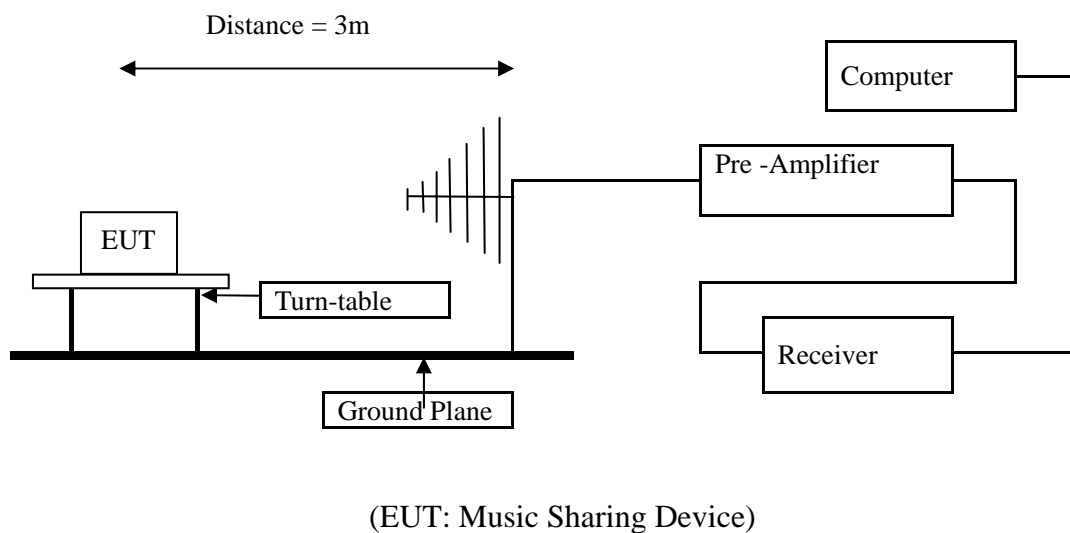 Distance = 3m
Computer
Pre -Amplifier
EUT
Turn-table
Receiver
Ground Plane
(EUT: Music Sharing Device)